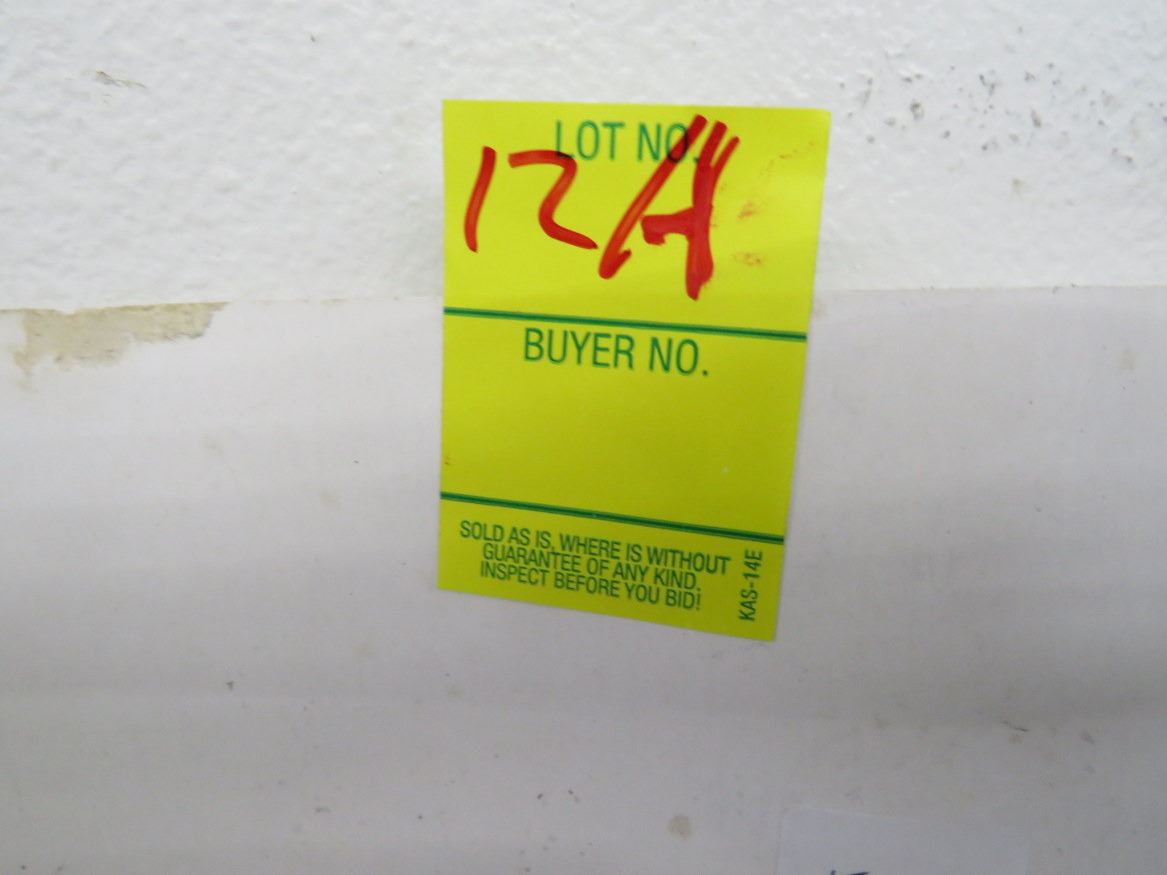 LOT NO.
12A
BUYER NO.
SOLD AS IS, WHERE IS WITHOUT
GUARANTEE OF ANY KIND.
INSPECT BEFORE YOU BID!
KAS-14E